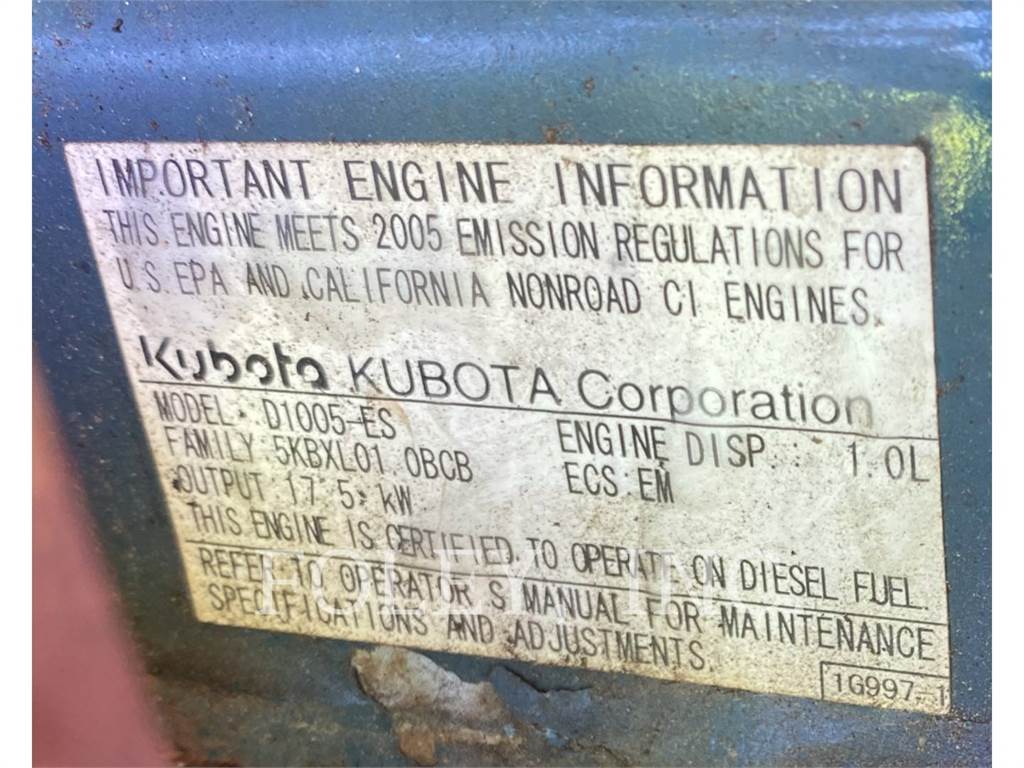 IMPORTANT ENGINE INFORMATION
THIS ENGINE MEETS 2005 EMISSION REGULATIONS FOR
U.S.EPA AND CALIFORNIA NONROAD CI ENGINES.
Kubota KUBOTA Corporation
MODEL: D1005-ES ENGINE DISP.: 1.0L
FAMILY: 5KBXL01.0BCB ECS:EM
OUTPUT: 17.5: kW
THIS ENGINE IS CERTIFIED TO OPERATE ON DIESEL FUEL.
REFER TO OPERATOR'S MANUAL FOR MAINTENANCE
SPECIFICATIONS AND ADJUSTMENTS.
1G997-1
FOLEY